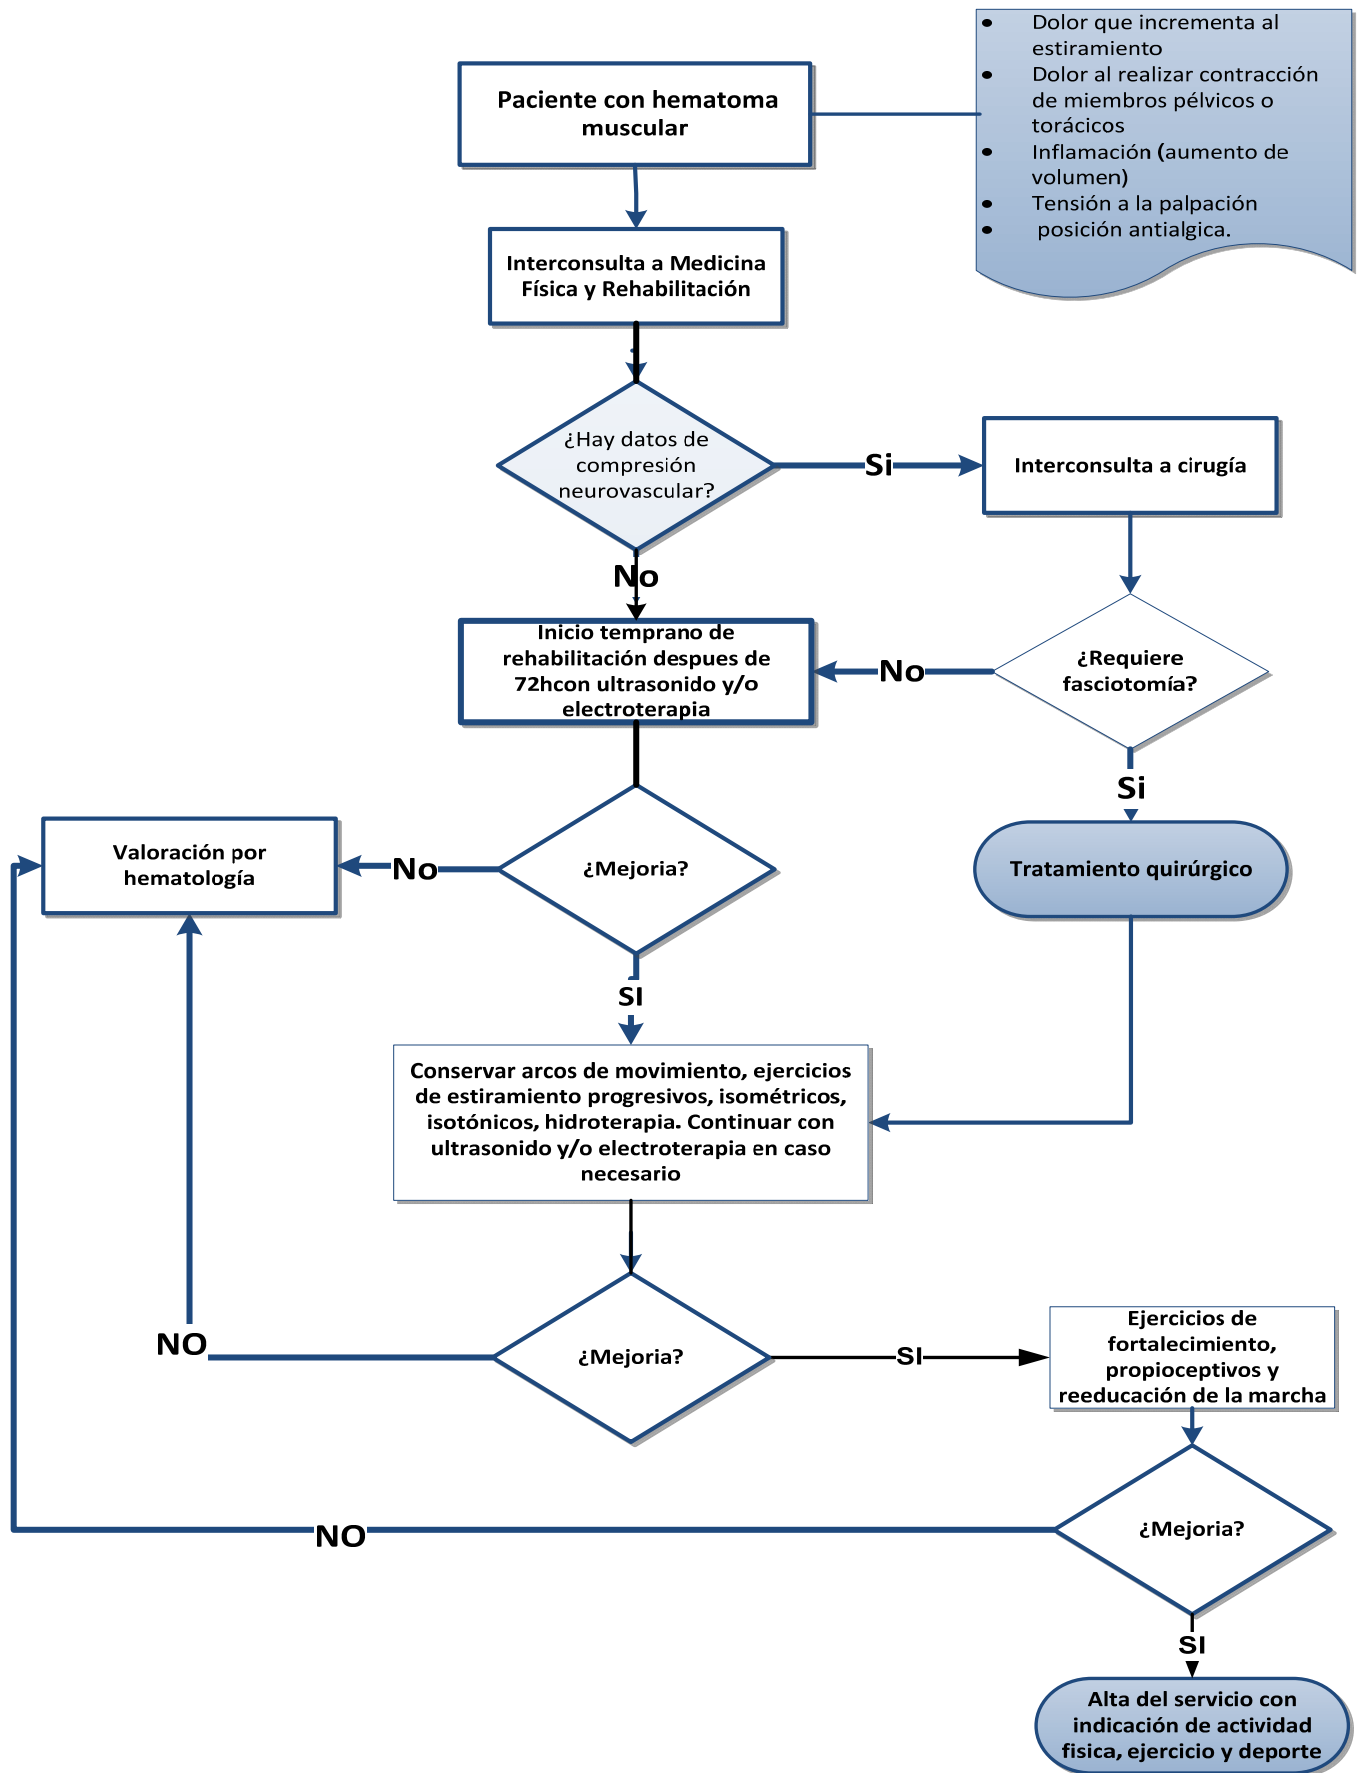 Paciente con hematoma
muscular
• Dolor que incrementa al
estiramiento
• Dolor al realizar contracción
de miembros pélvicos o
torácicos
• Inflamación (aumento de
volumen)
• Tensión a la palpación
• posición antialgica.
Interconsulta a Medicina
Física y Rehabilitación
¿Hay datos de
compresión
neurovascular?
Si
Interconsulta a cirugía
No
Inicio temprano de
rehabilitación despues de
72hcon ultrasonido y/o
electroterapia
No
¿Requiere
fasciotomía?
Si
Valoración por
hematología
No
¿Mejoria?
Tratamiento quirúrgico
SI
Conservar arcos de movimiento, ejercicios
de estiramiento progresivos, isométricos,
isotónicos, hidroterapia. Continuar con
ultrasonido y/o electroterapia en caso
necesario
NO
¿Mejoria?
SI
Ejercicios de
fortalecimiento,
propioceptivos y
reeducación de la marcha
NO
¿Mejoria?
SI
Alta del servicio con
indicación de actividad
fisica, ejercicio y deporte